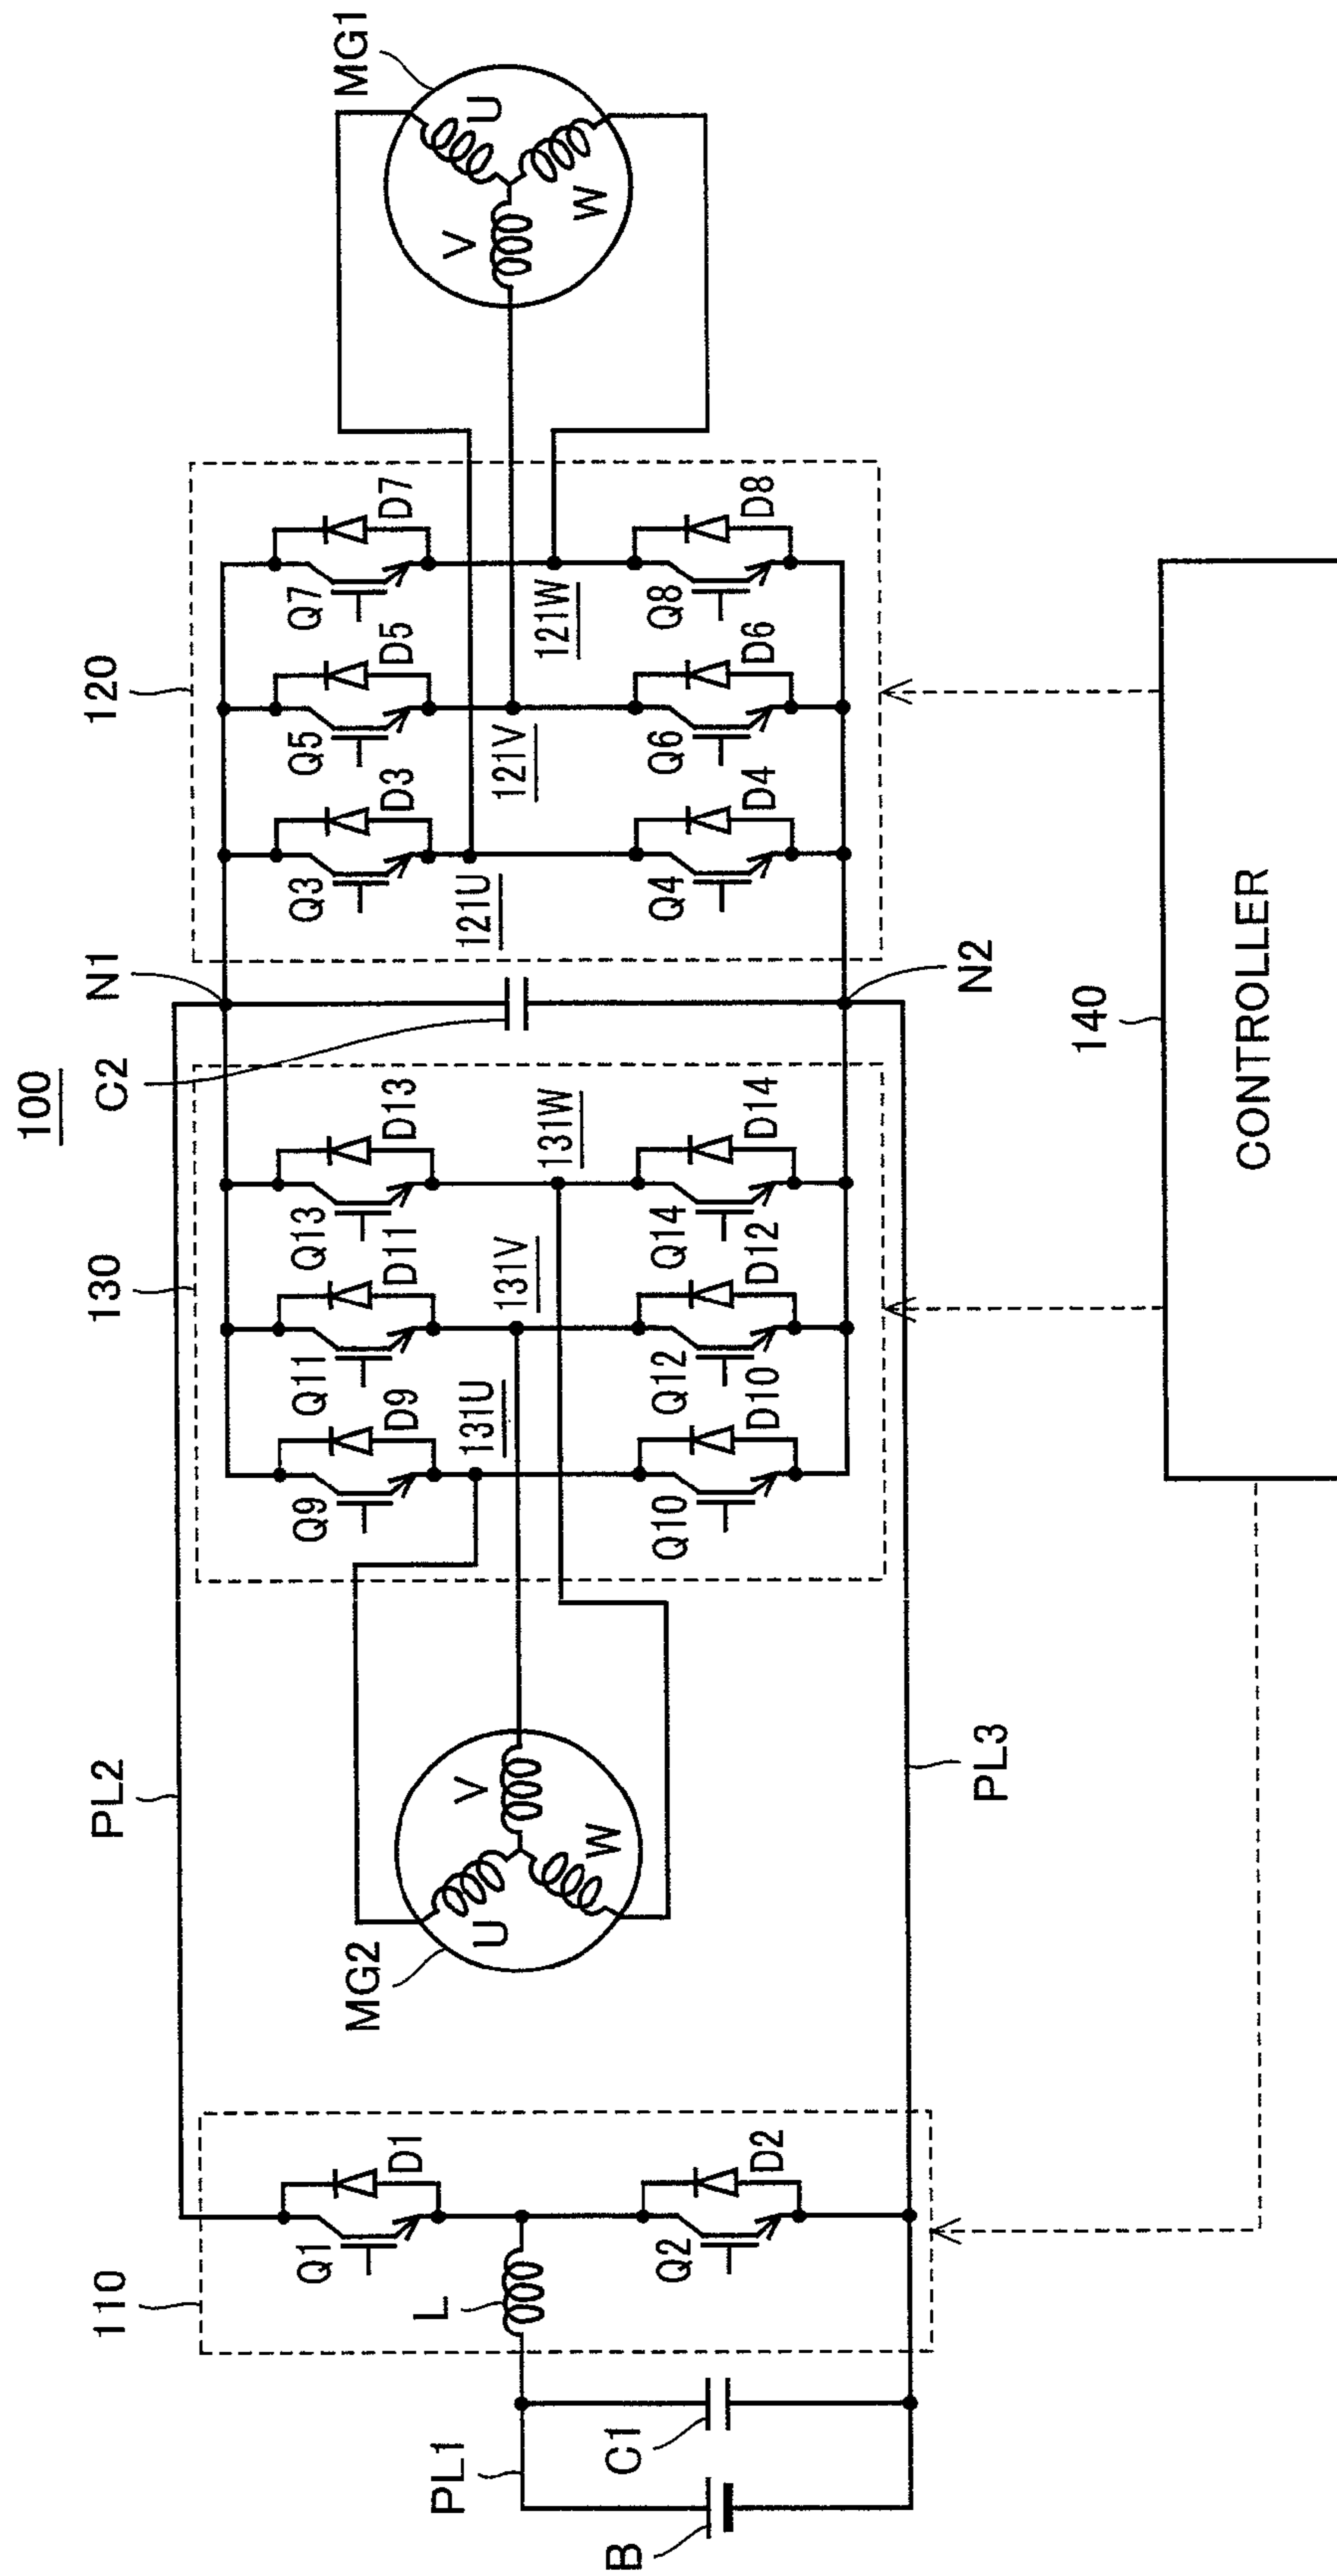 100
PL2
N1
C2
120
130
110
MG1
MG2
U
V
W
U
V
W
Q1
D1
Q2
D2
L
PL1
C1
B
Q9
D9
Q11
D11
Q13
D13
131U
131V
131W
Q10
D10
Q12
D12
Q14
D14
Q3
D3
Q5
D5
Q7
D7
121U
121V
121W
Q4
D4
Q6
D6
Q8
D8
N2
PL3
140
CONTROLLER